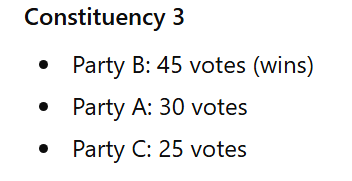 Constituency 3
• Party B: 45 votes (wins)
• Party A: 30 votes
• Party C: 25 votes